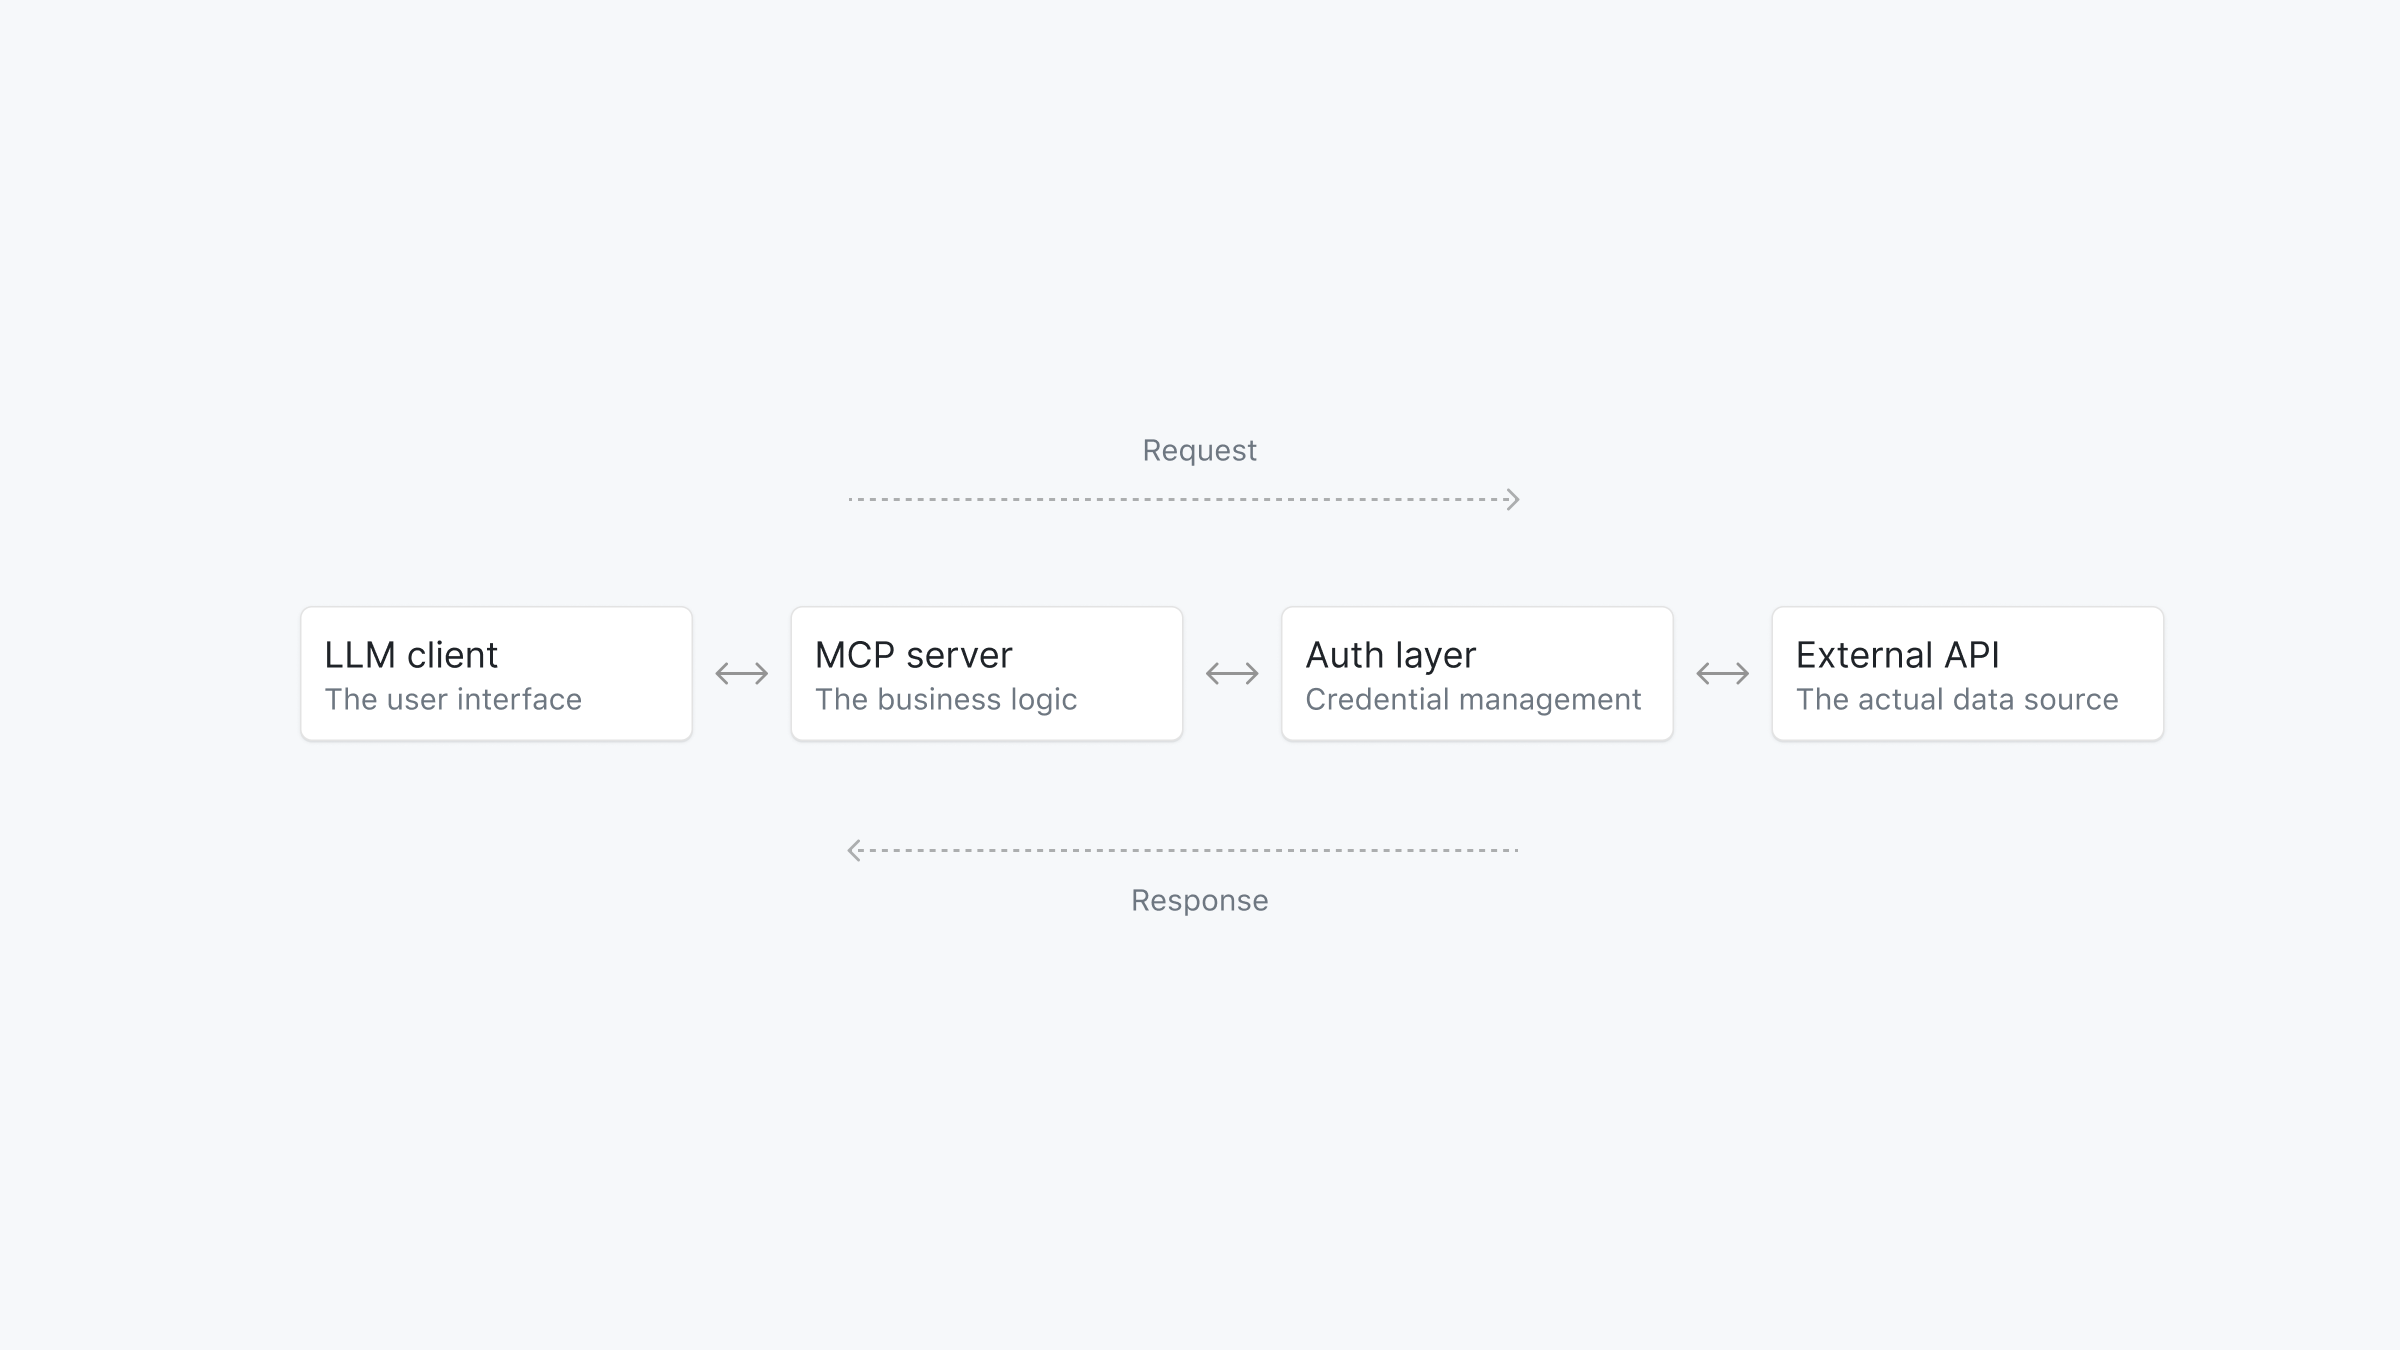 Request
LLM client
The user interface
MCP server
The business logic
Auth layer
Credential management
External API
The actual data source
Response